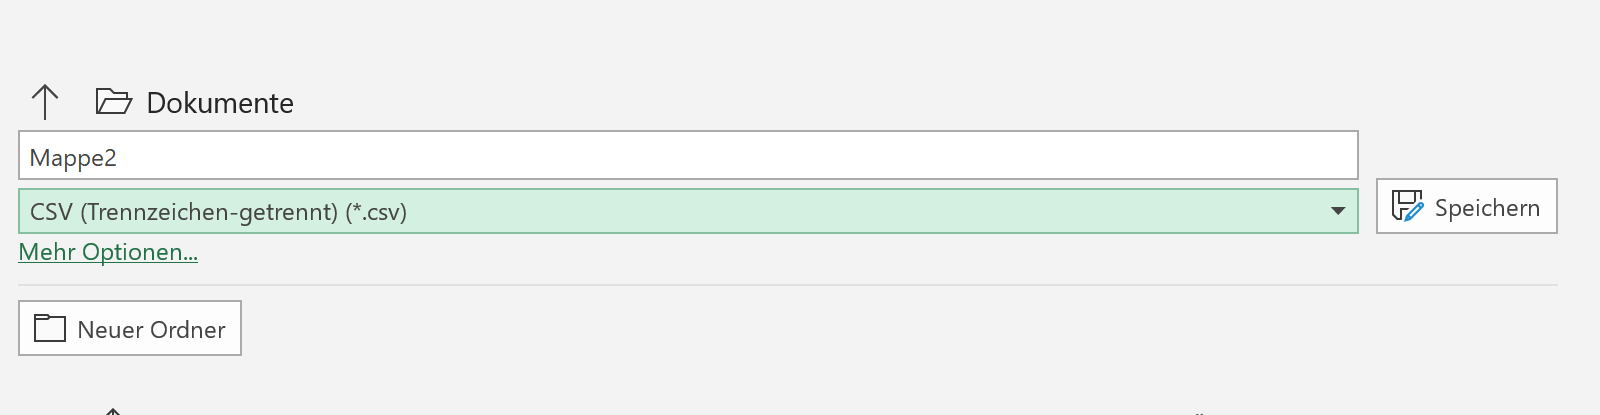 Dokumente
Mappe2
CSV (Trennzeichen-getrennt) (*.csv)
Speichern
Mehr Optionen...
Neuer Ordner